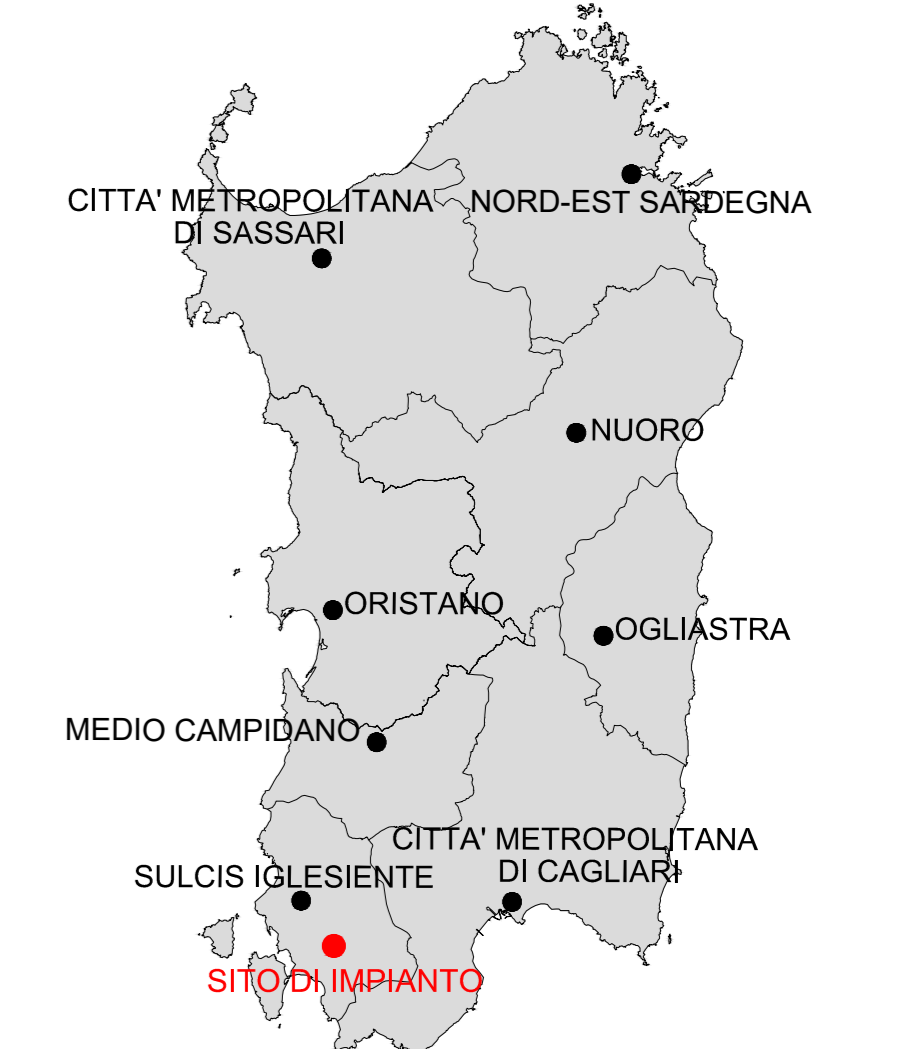 CITTA' METROPOLITANA
DI SASSARI
NORD-EST SARDEGNA
NUORO
ORISTANO
OGLIASTRA
MEDIO CAMPIDANO
CITTA' METROPOLITANA
DI CAGLIARI
SULCIS IGLESIENTE
SITO DI IMPIANTO